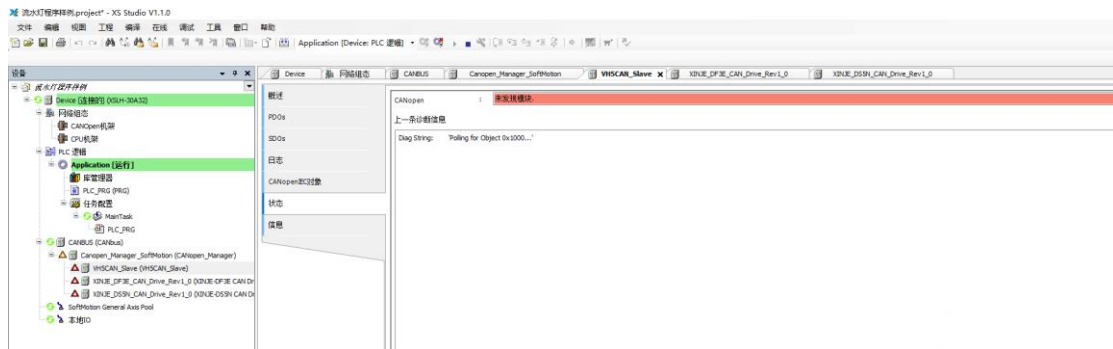 流水灯程序样例.project* - XS Studio V1.1.0
文件 编辑 视图 工程 编译 在线 调试 工具 窗口 帮助
Application [Device: PLC 逻辑]
设备
Device 网络组态 CANBUS Canopen_Manager_SoftMotion VHSCAN_Slave XINJE_DF3E_CAN_Drive_Rev1_0 XINJE_DS5N_CAN_Drive_Rev1_0
流水灯程序样例
Device [连接的] (XSLH-30A32)
网络组态
CANOpen机架
CPU机架
PLC 逻辑
Application [运行]
库管理器
PLC_PRG (PRG)
任务配置
MainTask
PLC_PRG
CANBUS (CANbus)
Canopen_Manager_SoftMotion (CANopen_Manager)
VHSCAN_Slave (VHSCAN_Slave)
XINJE_DF3E_CAN_Drive_Rev1_0 (XINJE-DF3E CAN Dr
XINJE_DS5N_CAN_Drive_Rev1_0 (XINJE-DS5N CAN Dr
SoftMotion General Axis Pool
本地IO
概述
PDOs
SDOs
日志
CANopenIEC对象
状态
信息
CANopen : 未发现模块.
上一条诊断信息
Diag String: 'Polling for Object 0x1000...'